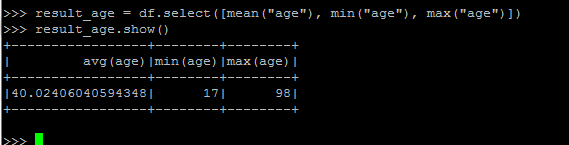 >>> result_age = df.select([mean("age"), min("age"), max("age")])
>>> result_age.show()
+-----------------+--------+--------+
|         avg(age)|min(age)|max(age)|
+-----------------+--------+--------+
|40.02406040594348|      17|      98|
+-----------------+--------+--------+
>>>